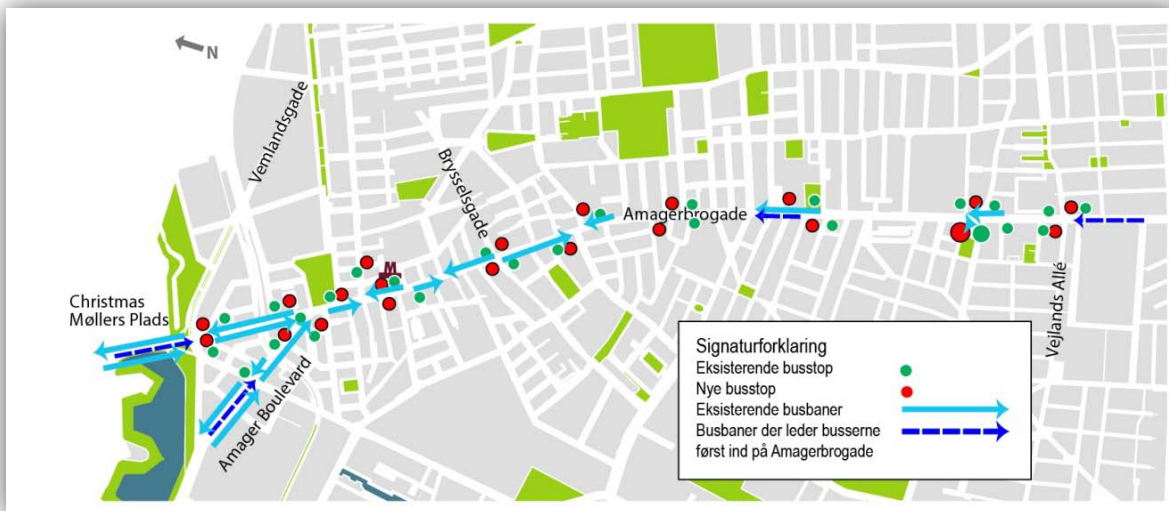 N
Vemlandsgade
Brysselsgade
Amagerbrogade
M
Christmas
Møllers Plads
Amager Boulevard
Vejlands Allé
Signaturforklaring
Eksisterende busstop
Nye busstop
Eksisterende busbaner
Busbaner der leder busserne
først ind på Amagerbrogade